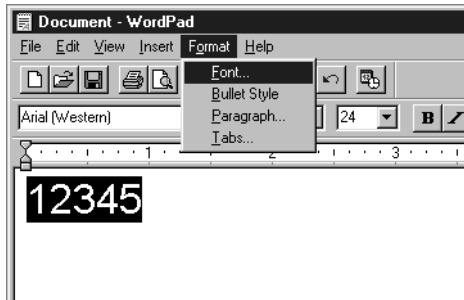 Document - WordPad
File Edit View Insert Format Help
Font...
Bullet Style
Paragraph...
Tabs...
Arial (Western) 24 B I
1 2 3
12345